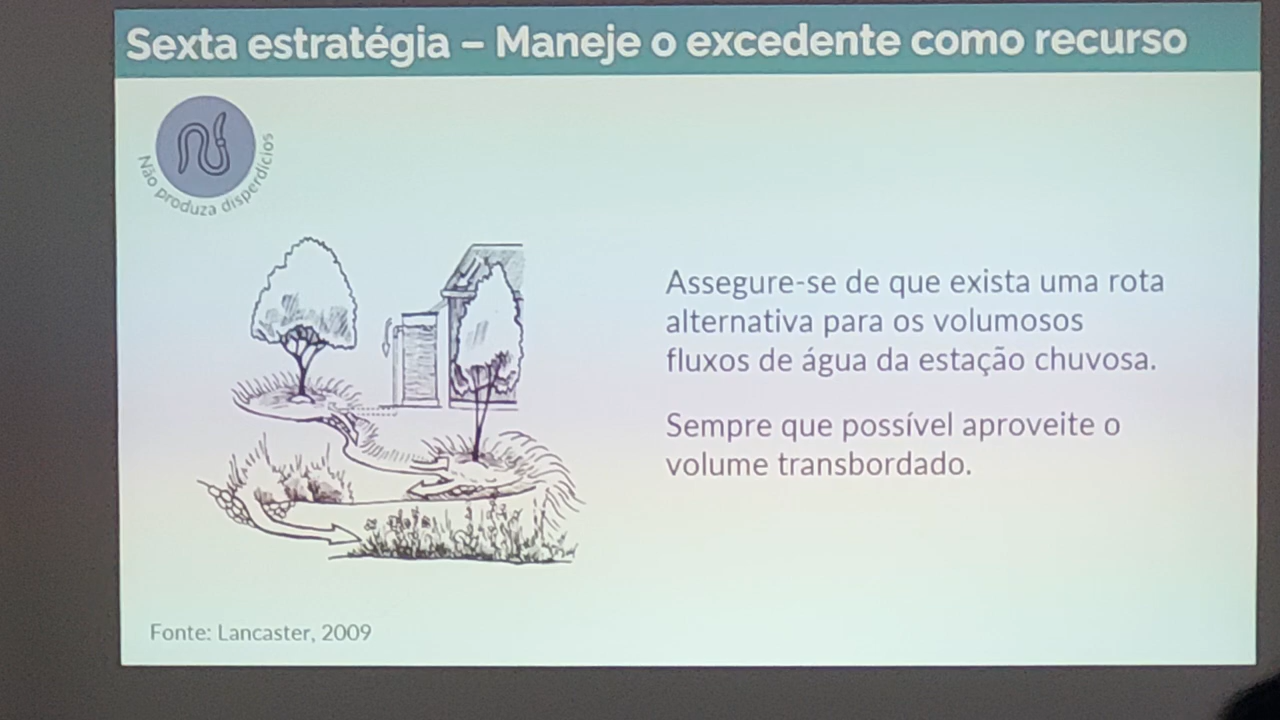 Sexta estratégia – Maneje o excedente como recurso
Não produza disperdícios
Assegure-se de que exista uma rota
alternativa para os volumosos
fluxos de água da estação chuvosa.
Sempre que possível aproveite o
volume transbordado.
Fonte: Lancaster, 2009